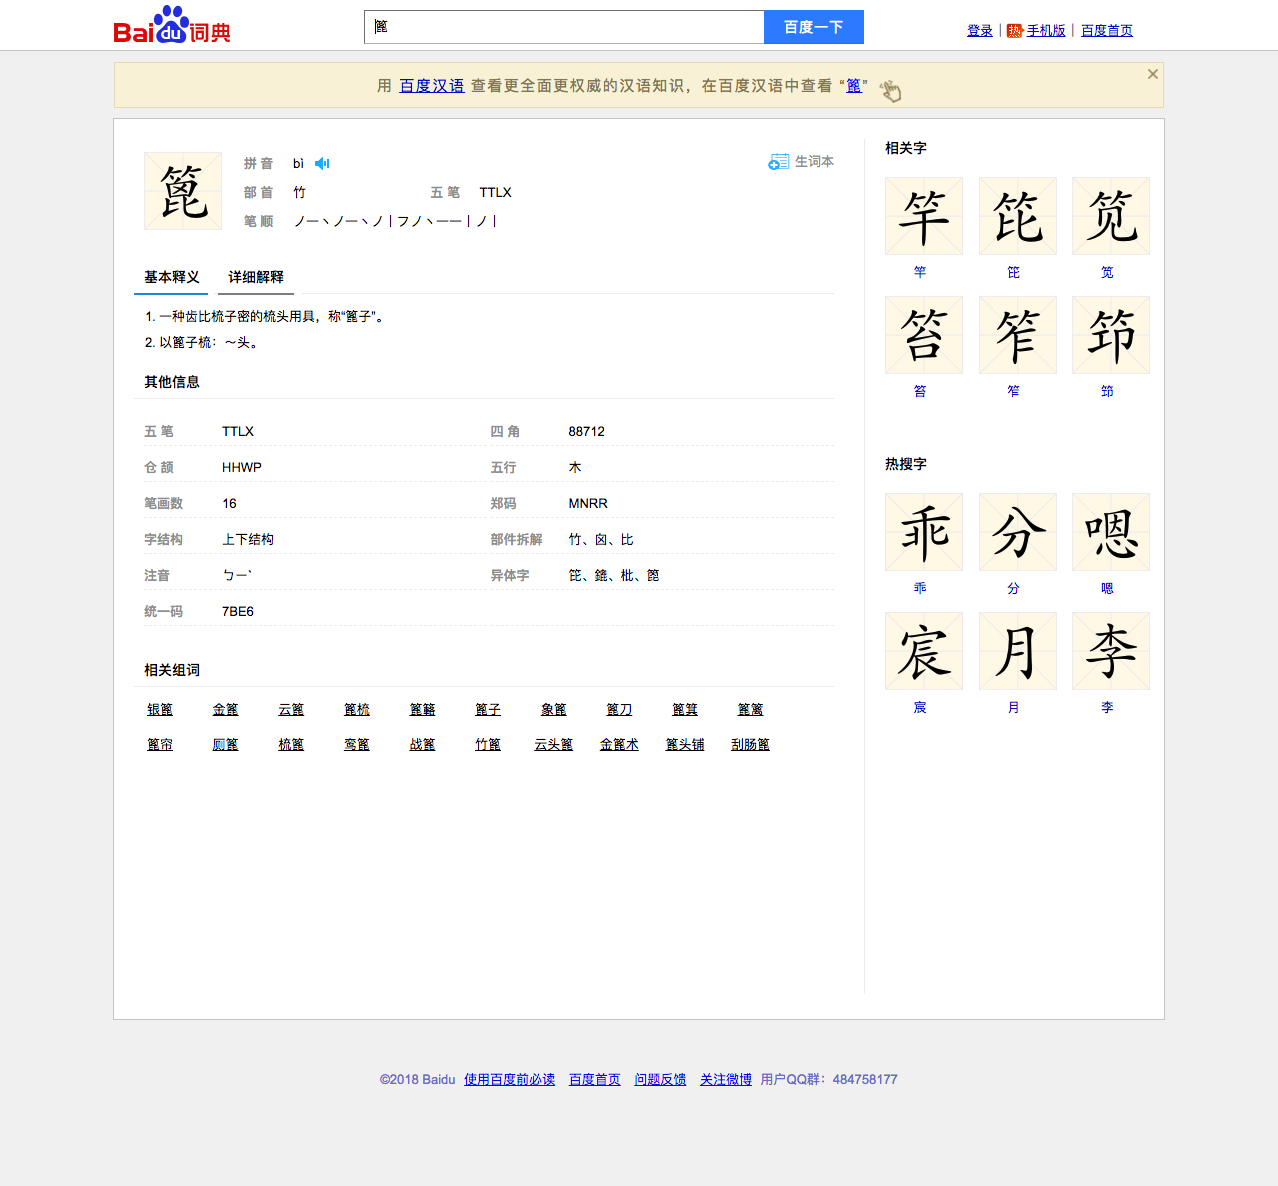 Baidu词典
篦
百度一下
登录 | 热 手机版 | 百度首页
用 百度汉语 查看更全面更权威的汉语知识，在百度汉语中查看 “篦”
篦
拼 音 bì
生词本
部 首 竹 五 笔 TTLX
笔 顺 ノ一丶ノ一丶ノ丨フノ丶一一丨ノ丨
基本释义 详细解释
1. 一种齿比梳子密的梳头用具，称“篦子”。
2. 以篦子梳：～头。
其他信息
五 笔 TTLX 四 角 88712
仓 颉 HHWP 五行 木
笔画数 16 郑码 MNRR
字结构 上下结构 部件拆解 竹、囟、比
注音 ㄅㄧˋ 异体字 笓、鎞、枇、箆
统一码 7BE6
相关组词
银篦 金篦 云篦 篦梳 篦籍 篦子 象篦 篦刀 篦箕 篦篱
篦帘 厕篦 梳篦 鸾篦 战篦 竹篦 云头篦 金篦术 篦头铺 刮肠篦
相关字
竿 笓 笕
竿 笓 笕
笤 笮 筇
笤 笮 筇
热搜字
乖 分 嗯
乖 分 嗯
宸 月 李
宸 月 李
©2018 Baidu 使用百度前必读 百度首页 问题反馈 关注微博 用户QQ群：484758177